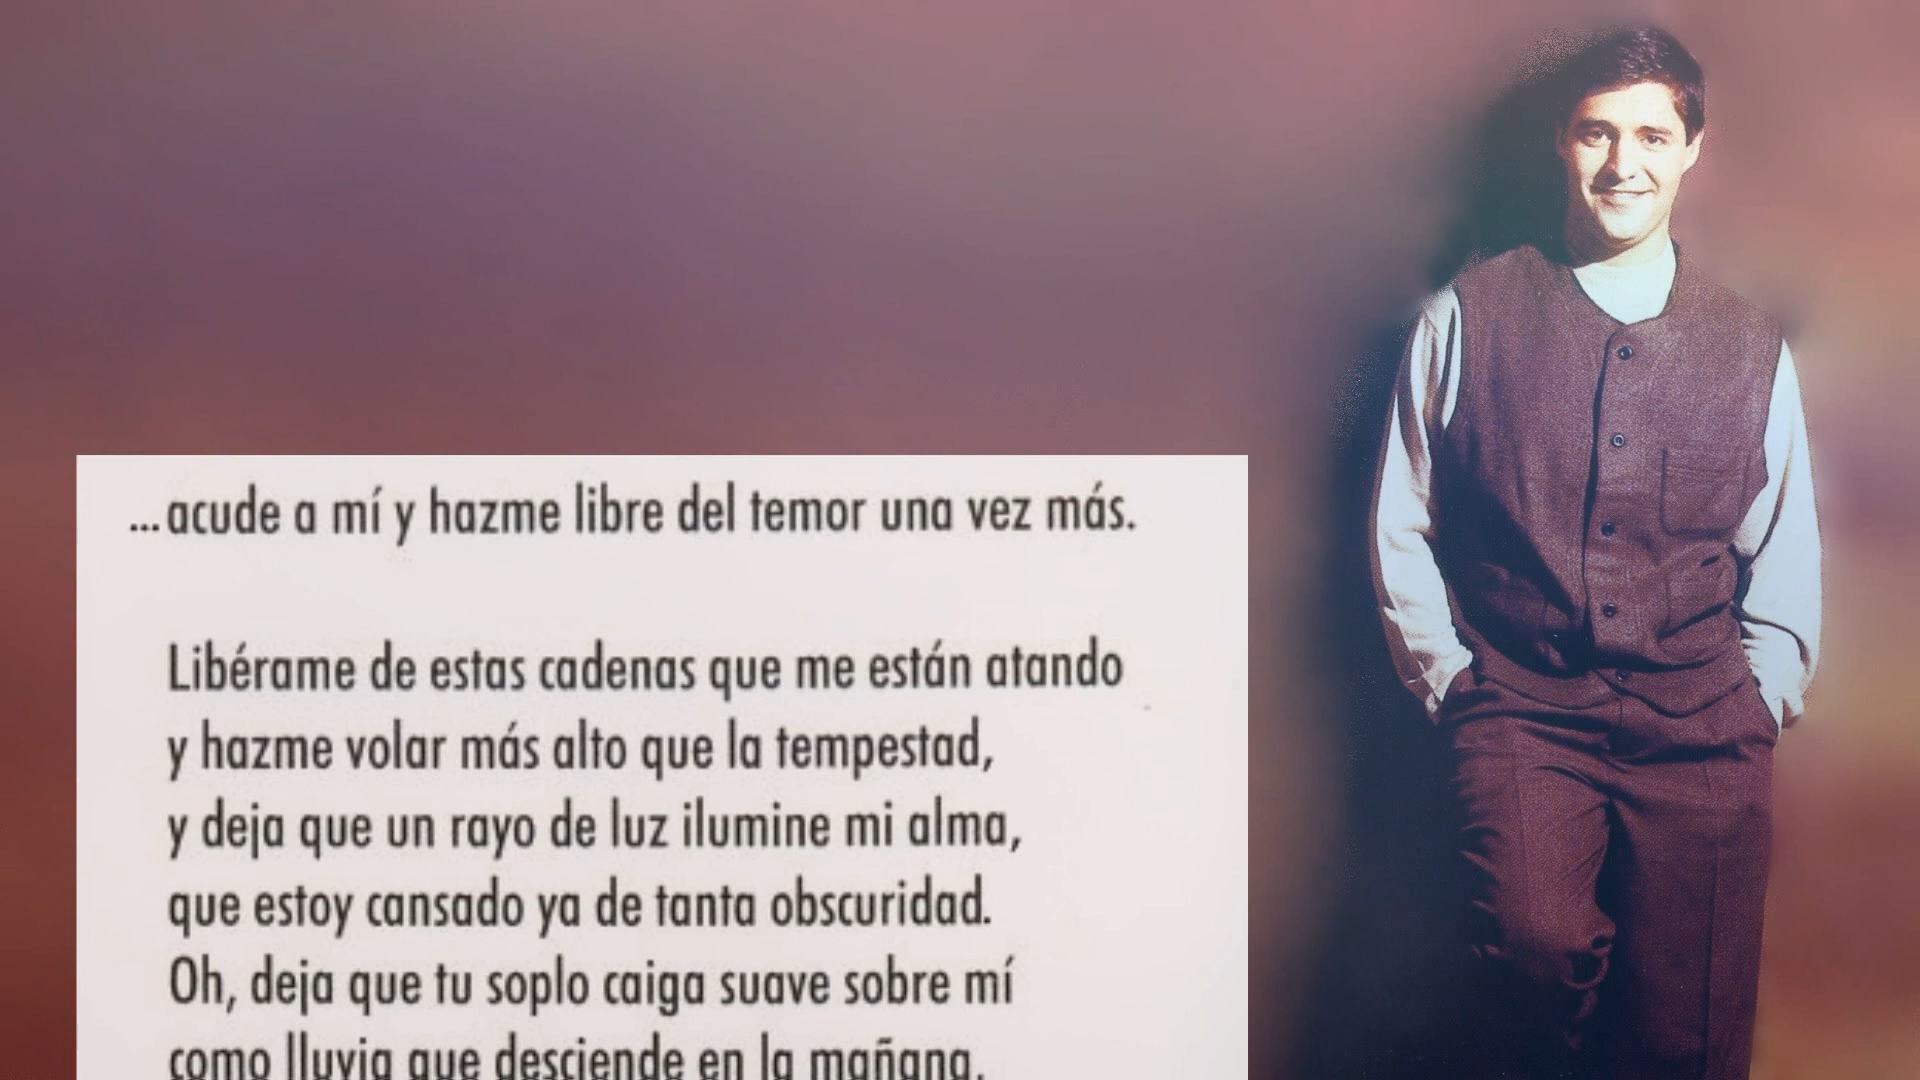 ...acude a mí y hazme libre del temor una vez más.
Libérame de estas cadenas que me están atando
y hazme volar más alto que la tempestad,
y deja que un rayo de luz ilumine mi alma,
que estoy cansado ya de tanta obscuridad.
Oh, deja que tu soplo caiga suave sobre mí
como lluvia que desciende en la mañana,